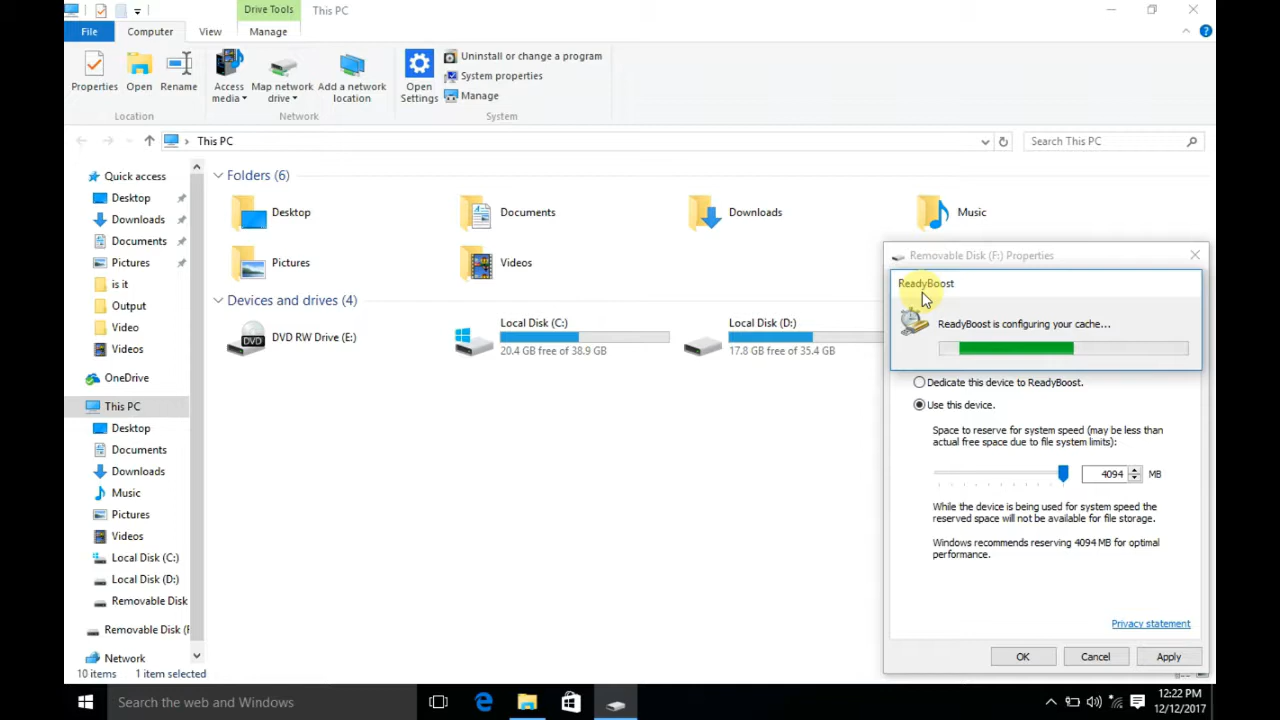 Drive Tools
This PC
File
Computer
View
Manage
Properties
Open
Rename
Access media
Map network drive
Add a network location
Open Settings
Uninstall or change a program
System properties
Manage
Location
Network
System
This PC
Search This PC
Quick access
Desktop
Downloads
Documents
Pictures
is it
Output
Video
Videos
OneDrive
This PC
Desktop
Documents
Downloads
Music
Pictures
Videos
Local Disk (C:)
Local Disk (D:)
Removable Disk
Removable Disk (F
Network
10 items
1 item selected
Folders (6)
Desktop
Documents
Downloads
Music
Pictures
Videos
Devices and drives (4)
DVD RW Drive (E:)
Local Disk (C:)
20.4 GB free of 38.9 GB
Local Disk (D:)
17.8 GB free of 35.4 GB
DVD
Removable Disk (F:) Properties
ReadyBoost
ReadyBoost is configuring your cache...
Dedicate this device to ReadyBoost.
Use this device.
Space to reserve for system speed (may be less
than actual free space due to file system limits):
4094 MB
While the device is being used for system speed the
reserved space will not be available for file storage.
Windows recommends reserving 4094 MB for optimal
performance.
Privacy statement
OK
Cancel
Apply
Search the web and Windows
12:22 PM
12/12/2017